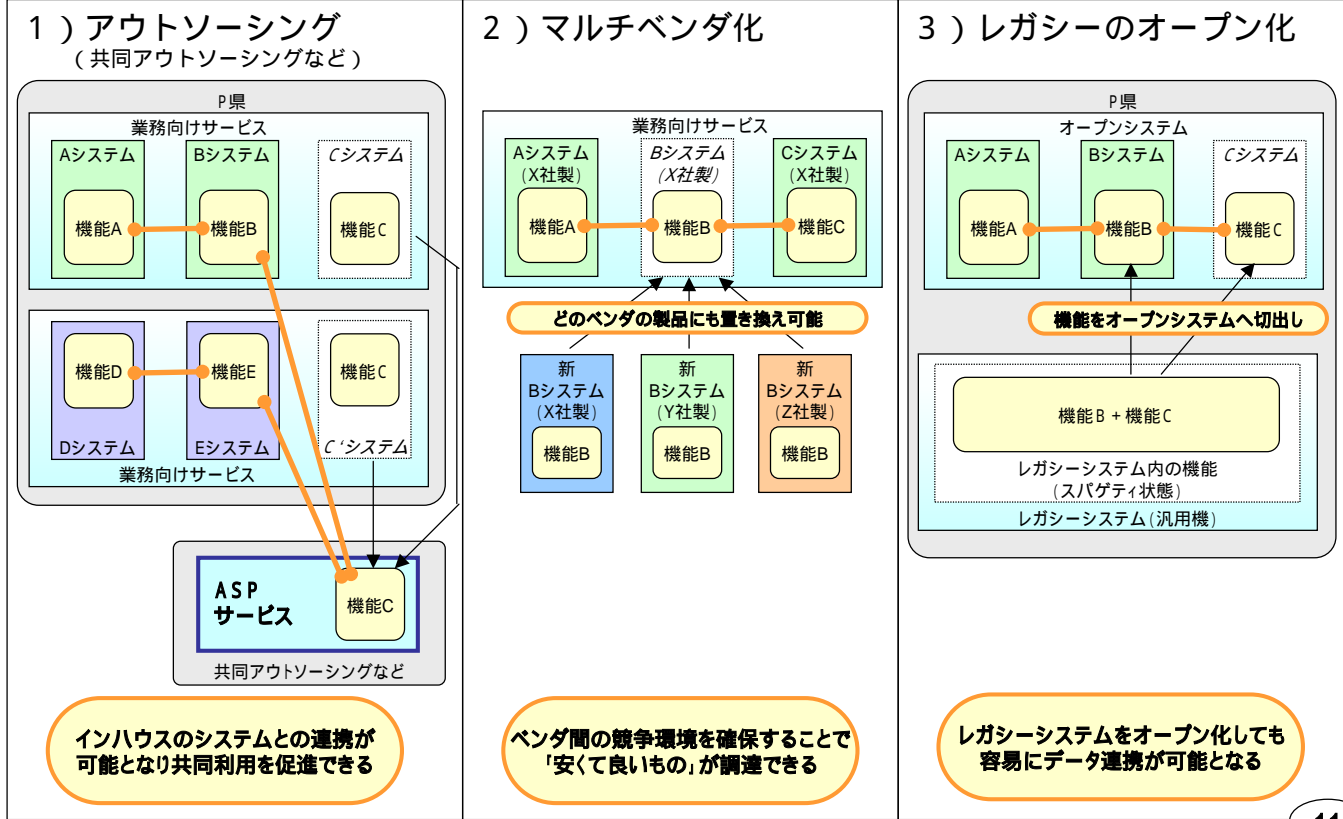 1）アウトソーシング
（共同アウトソーシングなど）
P県
業務向けサービス
Aシステム
Bシステム
Cシステム
機能A
機能B
機能C
機能D
機能E
機能C
Dシステム
Eシステム
C‘システム
業務向けサービス
ASP
サービス
機能C
共同アウトソーシングなど
インハウスのシステムとの連携が
可能となり共同利用を促進できる
2）マルチベンダ化
業務向けサービス
Aシステム
(X社製)
Bシステム
(X社製)
Cシステム
(X社製)
機能A
機能B
機能C
どのベンダの製品にも置き換え可能
新
Bシステム
(X社製)
機能B
新
Bシステム
(Y社製)
機能B
新
Bシステム
(Z社製)
機能B
ベンダ間の競争環境を確保することで
「安くて良いもの」が調達できる
3）レガシーのオープン化
P県
オープンシステム
Aシステム
Bシステム
Cシステム
機能A
機能B
機能C
機能をオープンシステムへ切出し
機能B+機能C
レガシーシステム内の機能
(スパゲティ状態)
レガシーシステム(汎用機)
レガシーシステムをオープン化しても
容易にデータ連携が可能となる